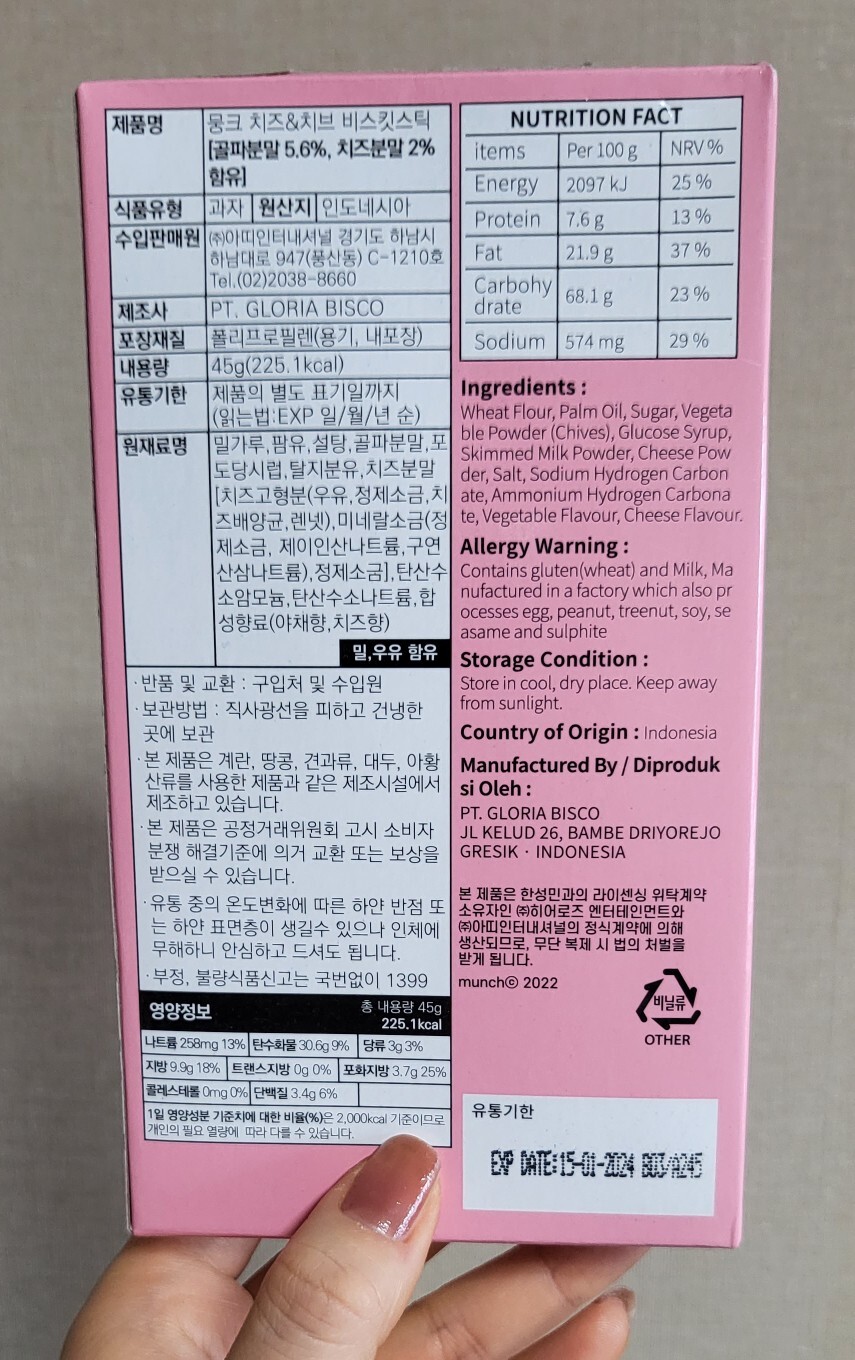 제품명
뭉크 치즈&치브 비스킷스틱
[골파분말 5.6%, 치즈분말 2%
함유]
식품유형 과자 원산지 인도네시아
수입판매원
㈜아띠인터내셔널 경기도 하남시
하남대로 947(풍산동) C-1210호
Tel.(02)2038-8660
제조사 PT. GLORIA BISCO
포장재질 폴리프로필렌(용기, 내포장)
내용량 45g(225.1kcal)
유통기한 제품의 별도 표기일까지
(읽는법:EXP 일/월/년 순)
원재료명
밀가루,팜유,설탕,골파분말,포
도당시럽,탈지분유,치즈분말
[치즈고형분(우유,정제소금,치
즈배양균,렌넷),미네랄소금(정
제소금, 제이인산나트륨,구연
산삼나트륨),정제소금],탄산수
소암모늄,탄산수소나트륨,합
성향료(야채향,치즈향)
밀,우유 함유
·반품 및 교환 : 구입처 및 수입원
·보관방법 : 직사광선을 피하고 건냉한
곳에 보관
·본 제품은 계란, 땅콩, 견과류, 대두, 아황
산류를 사용한 제품과 같은 제조시설에서
제조하고 있습니다.
·본 제품은 공정거래위원회 고시 소비자
분쟁 해결기준에 의거 교환 또는 보상을
받으실 수 있습니다.
·유통 중의 온도변화에 따른 하얀 반점 또
는 하얀 표면층이 생길수 있으나 인체에
무해하니 안심하고 드셔도 됩니다.
·부정, 불량식품신고는 국번없이 1399
영양정보
총 내용량 45g
225.1kcal
나트륨 258mg 13% 탄수화물 30.6g 9% 당류 3g 3%
지방 9.9g 18% 트랜스지방 0g 0% 포화지방 3.7g 25%
콜레스테롤 0mg 0% 단백질 3.4g 6%
1일 영양성분 기준치에 대한 비율(%)은 2,000kcal 기준이므로
개인의 필요 열량에 따라 다를 수 있습니다.
NUTRITION FACT
items Per 100 g NRV %
Energy 2097 kJ 25 %
Protein 7.6 g 13 %
Fat 21.9 g 37 %
Carbohy
drate 68.1 g 23 %
Sodium 574 mg 29 %
Ingredients :
Wheat Flour, Palm Oil, Sugar, Vegeta
ble Powder (Chives), Glucose Syrup,
Skimmed Milk Powder, Cheese Pow
der, Salt, Sodium Hydrogen Carbon
ate, Ammonium Hydrogen Carbona
te, Vegetable Flavour, Cheese Flavour.
Allergy Warning :
Contains gluten(wheat) and Milk, Ma
nufactured in a factory which also pr
ocesses egg, peanut, treenut, soy, se
asame and sulphite
Storage Condition :
Store in cool, dry place. Keep away
from sunlight.
Country of Origin : Indonesia
Manufactured By / Diproduk
si Oleh :
PT. GLORIA BISCO
JL KELUD 26, BAMBE DRIYOREJO
GRESIK · INDONESIA
본 제품은 한성민과의 라이센싱 위탁계약
소유자인 ㈜히어로즈 엔터테인먼트와
㈜아띠인터내셔널의 정식계약에 의해
생산되므로, 무단 복제 시 법의 처벌을
받게 됩니다.
munchⓒ 2022
비닐류
OTHER
유통기한
EXP DATE:15-01-2024